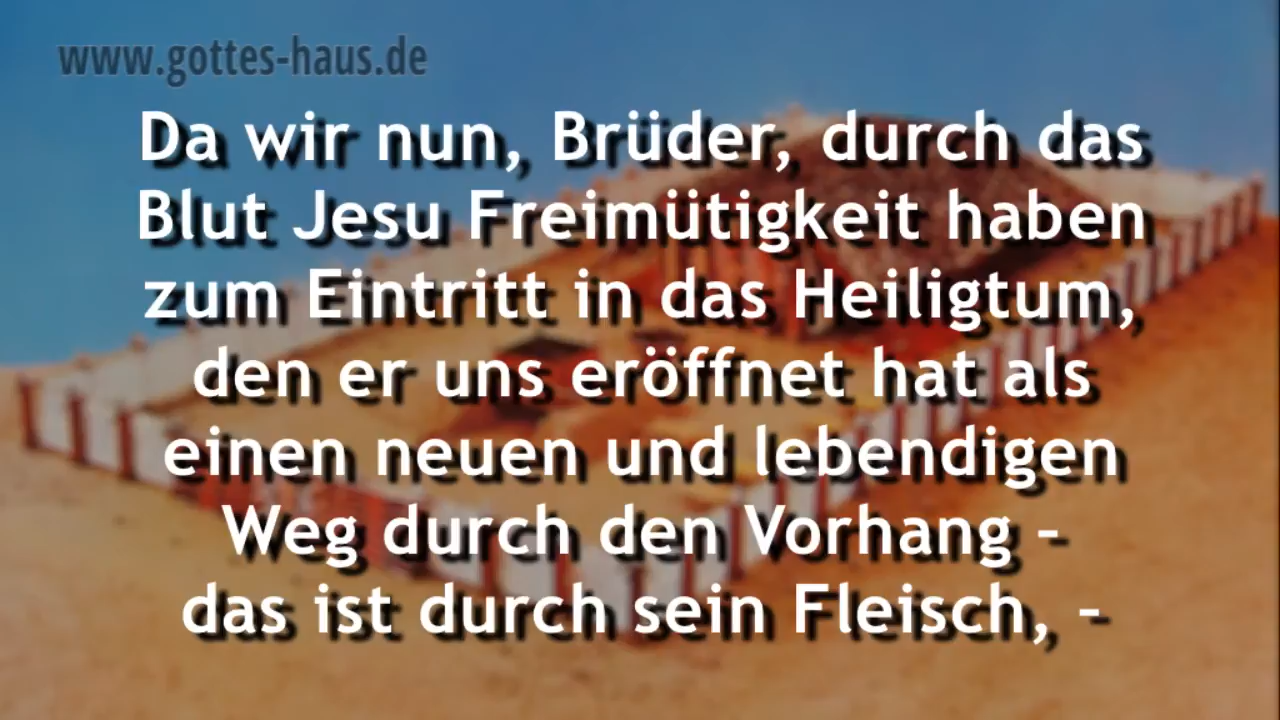 www.gottes-haus.de
Da wir nun, Brüder, durch das
Blut Jesu Freimütigkeit haben
zum Eintritt in das Heiligtum,
den er uns eröffnet hat als
einen neuen und lebendigen
Weg durch den Vorhang –
das ist durch sein Fleisch, –